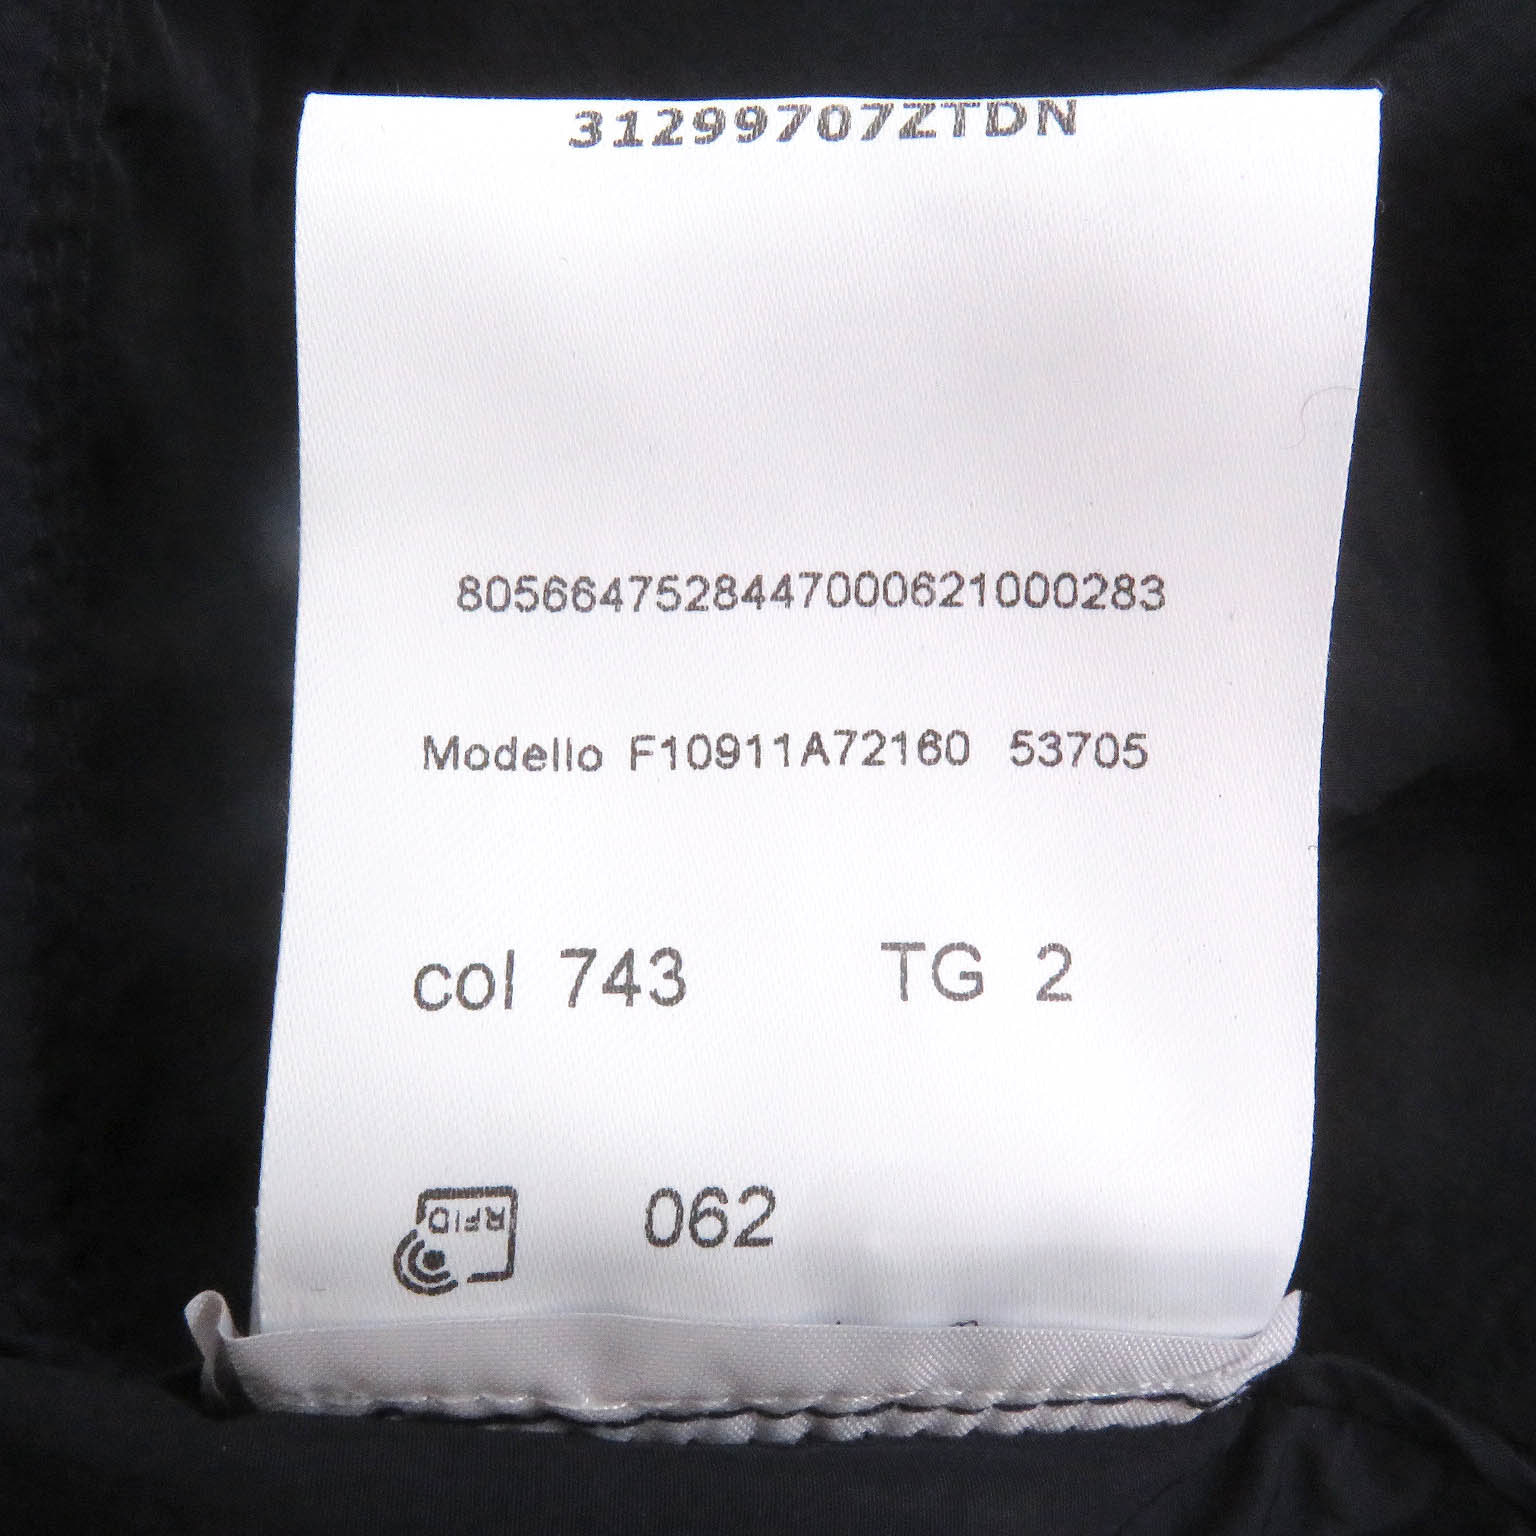 31299707ZTDN
8056647528447000621000283
Modello F10911A72160 53705
col 743 TG 2
RFID 062